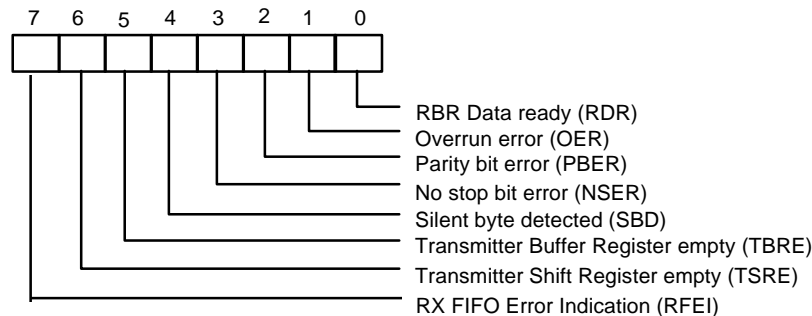 7 6 5 4 3 2 1 0
RBR Data ready (RDR)
Overrun error (OER)
Parity bit error (PBER)
No stop bit error (NSER)
Silent byte detected (SBD)
Transmitter Buffer Register empty (TBRE)
Transmitter Shift Register empty (TSRE)
RX FIFO Error Indication (RFEI)